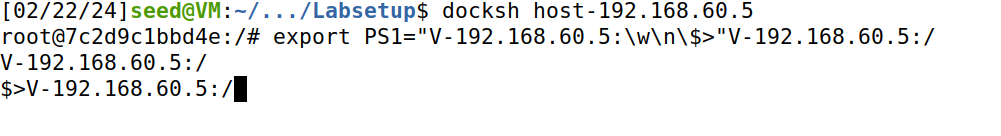 [02/22/24]seed@VM:~/.../Labsetup$ docksh host-192.168.60.5
root@7c2d9c1bbd4e:/# export PS1="V-192.168.60.5:\w\n\$>"V-192.168.60.5:/
V-192.168.60.5:/
$>V-192.168.60.5:/